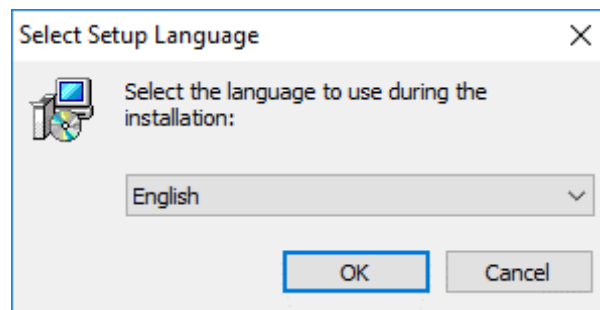 Select Setup Language
Select the language to use during the
installation:
English
OK Cancel